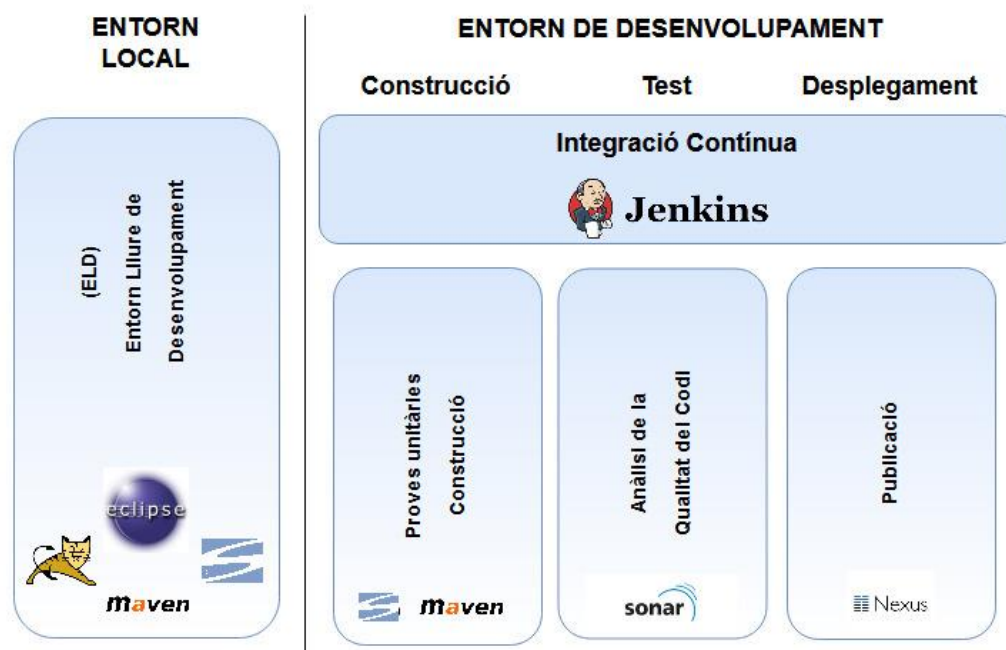 ENTORN
LOCAL
ENTORN DE DESENVOLUPAMENT
Construcció
Test
Desplegament
Integració Contínua
Jenkins
(ELD)
Entorn Lliure de
Desenvolupament
eclipse
maven
Proves unitàries
Construcció
maven
Anàlisi de la
Qualitat del Codi
sonar
Publicació
Nexus